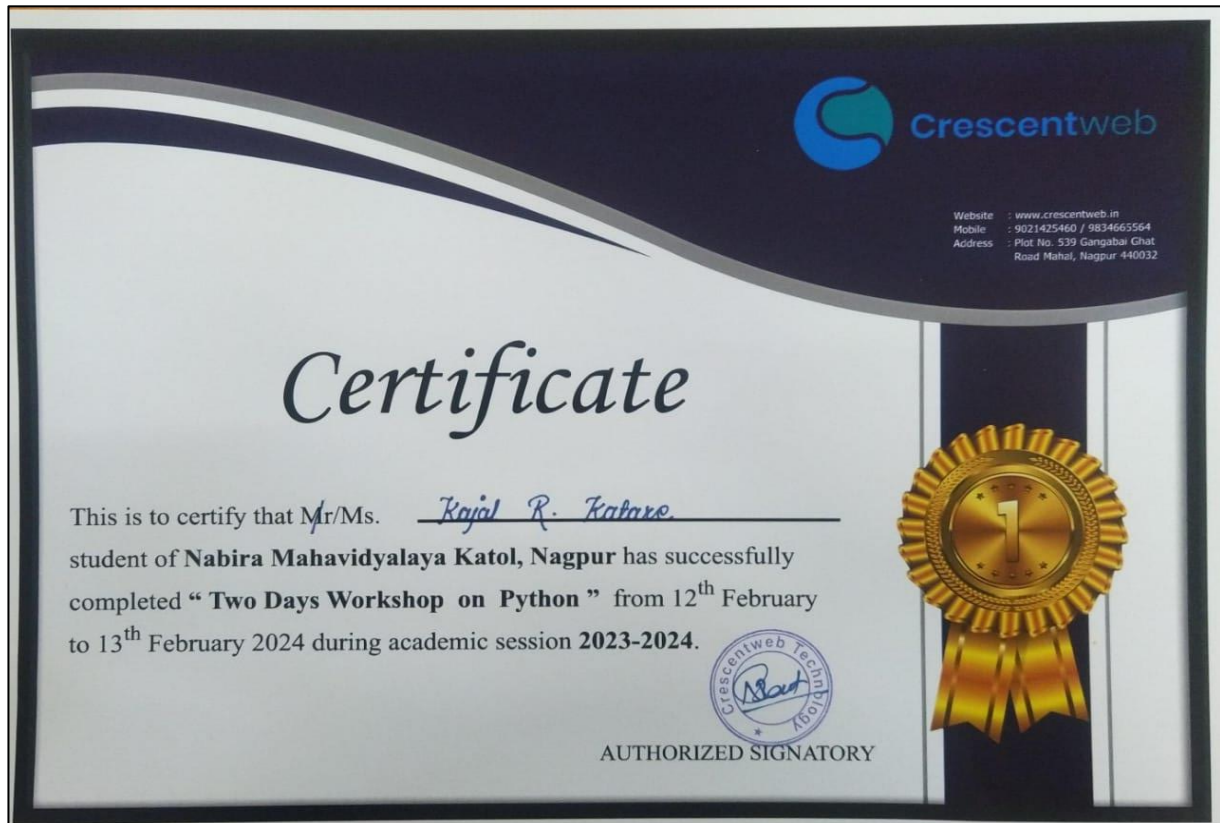 Crescentweb
Website : www.crescentweb.in
Mobile : 9021425460 / 9834665564
Address : Plot No. 539 Gangabai Ghat
Road Mahal, Nagpur 440032
Certificate
This is to certify that Mr/Ms. Kajal R. Katare
student of Nabira Mahavidyalaya Katol, Nagpur has successfully
completed “ Two Days Workshop on Python ” from 12th February
to 13th February 2024 during academic session 2023-2024.
1
Crescentweb Technology
AUTHORIZED SIGNATORY